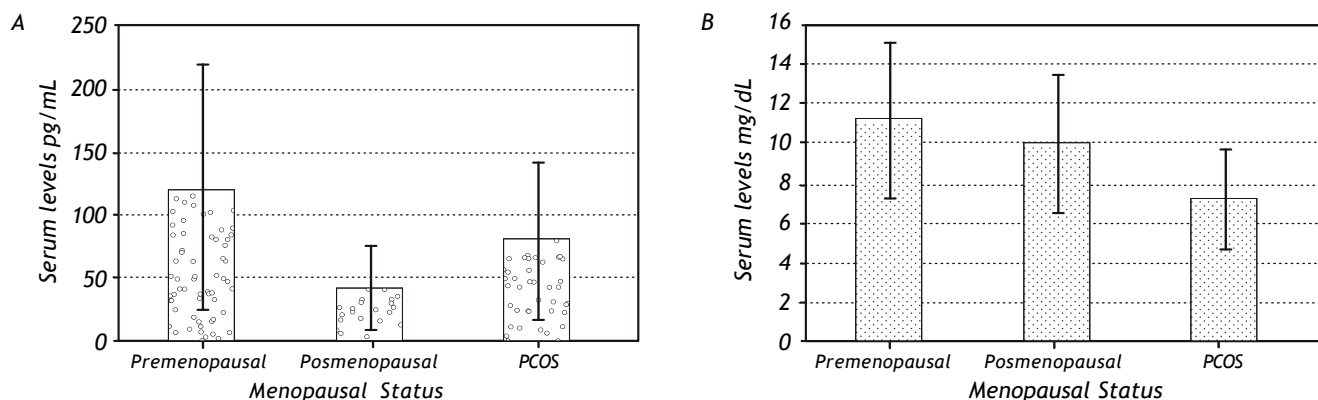 A
Serum levels pg/mL
250
200
150
100
50
0
Premenopausal Posmenopausal PCOS
Menopausal Status
B
Serum levels mg/dL
16
14
12
10
8
6
4
2
0
Premenopausal Posmenopausal PCOS
Menopausal Status